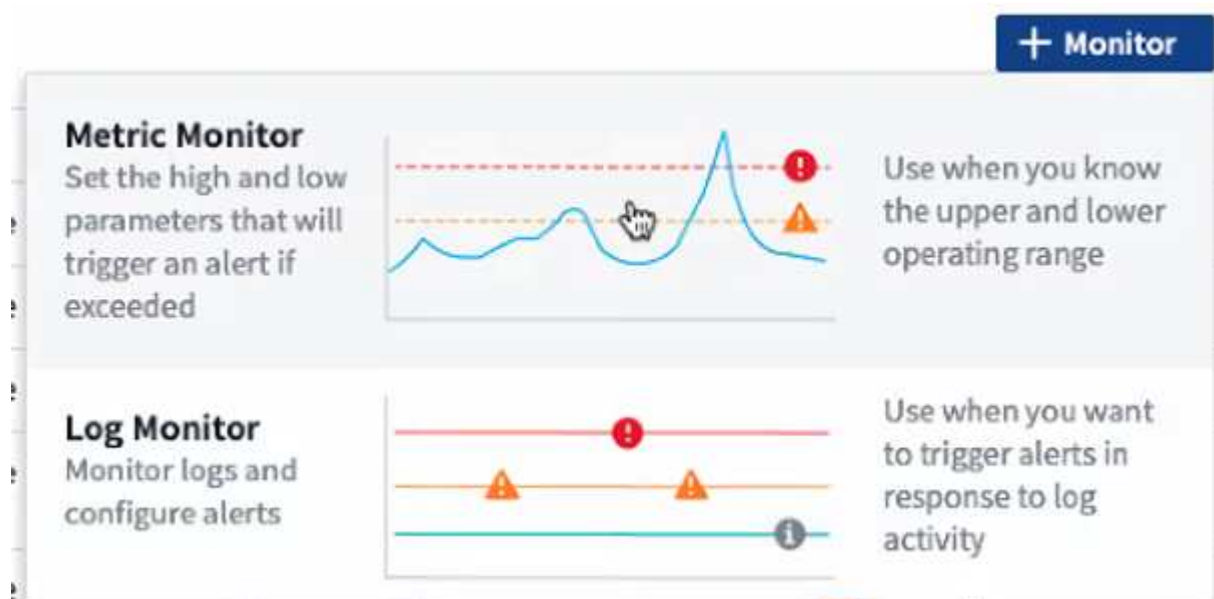 + Monitor
Metric Monitor
Set the high and low
parameters that will
trigger an alert if
exceeded
Use when you know
the upper and lower
operating range
Log Monitor
Monitor logs and
configure alerts
Use when you want
to trigger alerts in
response to log
activity